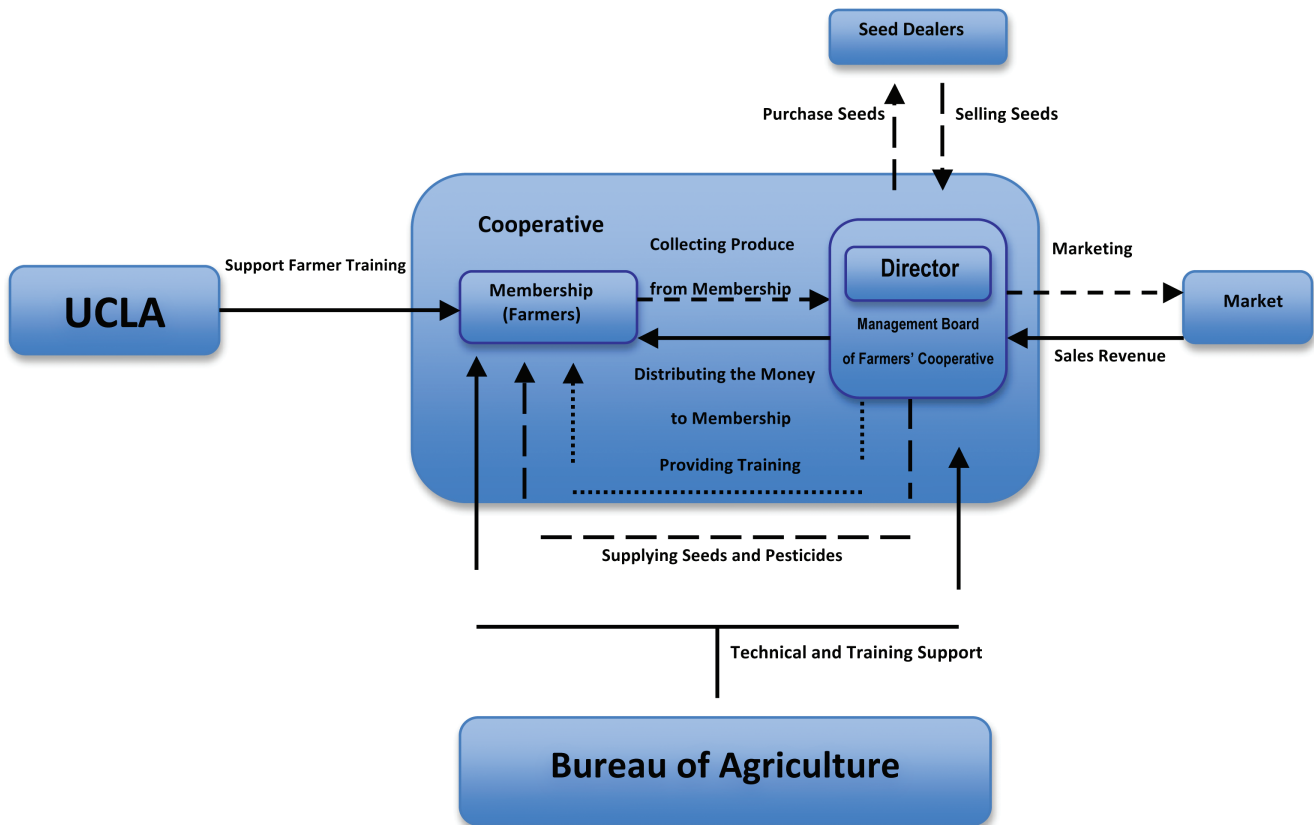 Seed Dealers
Purchase Seeds
Selling Seeds
Cooperative
Collecting Produce
from Membership
Director
Management Board
of Farmers’ Cooperative
Marketing
Support Farmer Training
UCLA
Membership
(Farmers)
Market
Sales Revenue
Distributing the Money
to Membership
Providing Training
Supplying Seeds and Pesticides
Technical and Training Support
Bureau of Agriculture